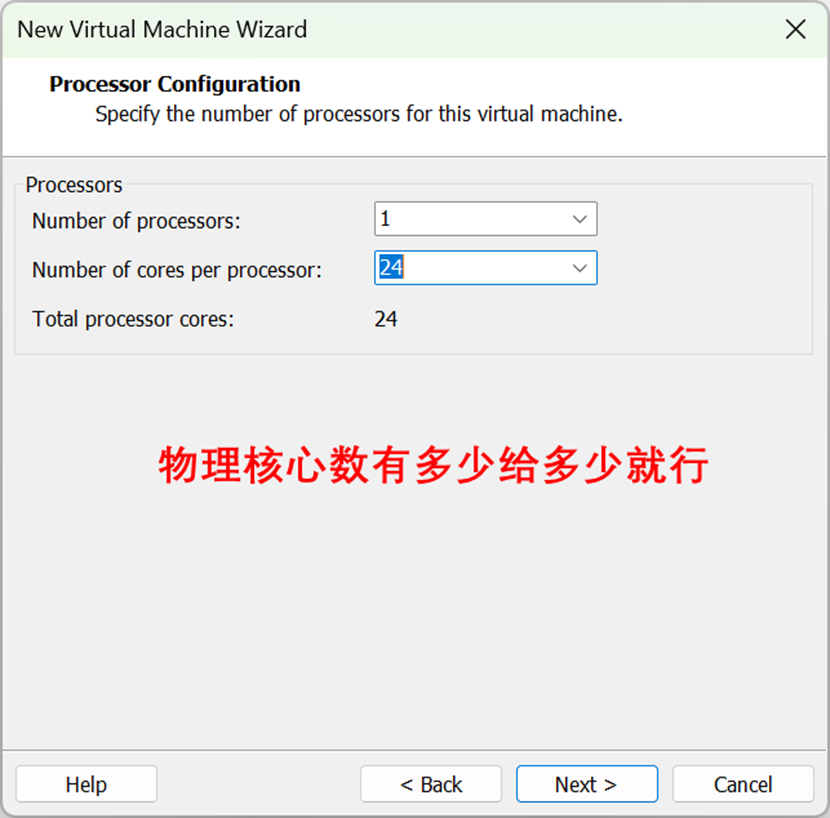 New Virtual Machine Wizard
Processor Configuration
Specify the number of processors for this virtual machine.
Processors
Number of processors: 1
Number of cores per processor: 24
Total processor cores: 24
物理核心数有多少给多少就行
Help < Back Next > Cancel